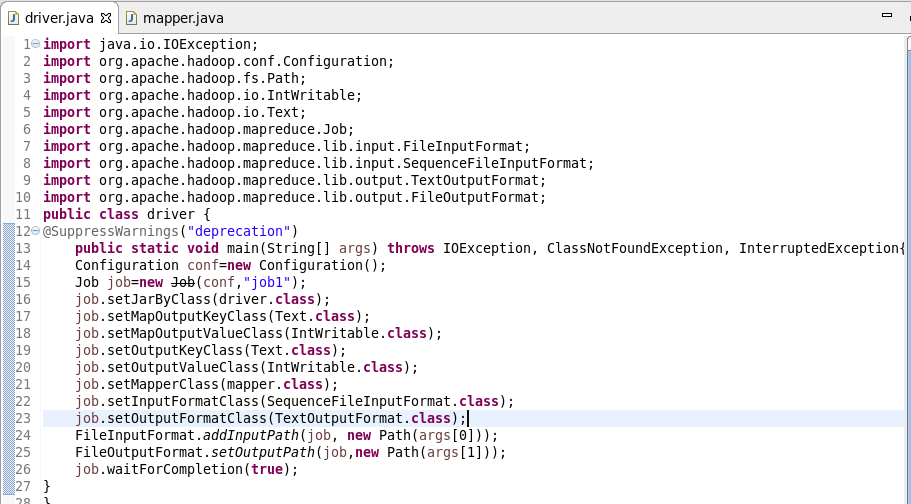 driver.java mapper.java
1 import java.io.IOException;
2 import org.apache.hadoop.conf.Configuration;
3 import org.apache.hadoop.fs.Path;
4 import org.apache.hadoop.io.IntWritable;
5 import org.apache.hadoop.io.Text;
6 import org.apache.hadoop.mapreduce.Job;
7 import org.apache.hadoop.mapreduce.lib.input.FileInputFormat;
8 import org.apache.hadoop.mapreduce.lib.input.SequenceFileInputFormat;
9 import org.apache.hadoop.mapreduce.lib.output.TextOutputFormat;
10 import org.apache.hadoop.mapreduce.lib.output.FileOutputFormat;
11 public class driver {
12 @SuppressWarnings("deprecation")
13     public static void main(String[] args) throws IOException, ClassNotFoundException, InterruptedException{
14     Configuration conf=new Configuration();
15     Job job=new Job(conf,"job1");
16     job.setJarByClass(driver.class);
17     job.setMapOutputKeyClass(Text.class);
18     job.setMapOutputValueClass(IntWritable.class);
19     job.setOutputKeyClass(Text.class);
20     job.setOutputValueClass(IntWritable.class);
21     job.setMapperClass(mapper.class);
22     job.setInputFormatClass(SequenceFileInputFormat.class);
23     job.setOutputFormatClass(TextOutputFormat.class);
24     FileInputFormat.addInputPath(job, new Path(args[0]));
25     FileOutputFormat.setOutputPath(job,new Path(args[1]));
26     job.waitForCompletion(true);
27 }
28 }